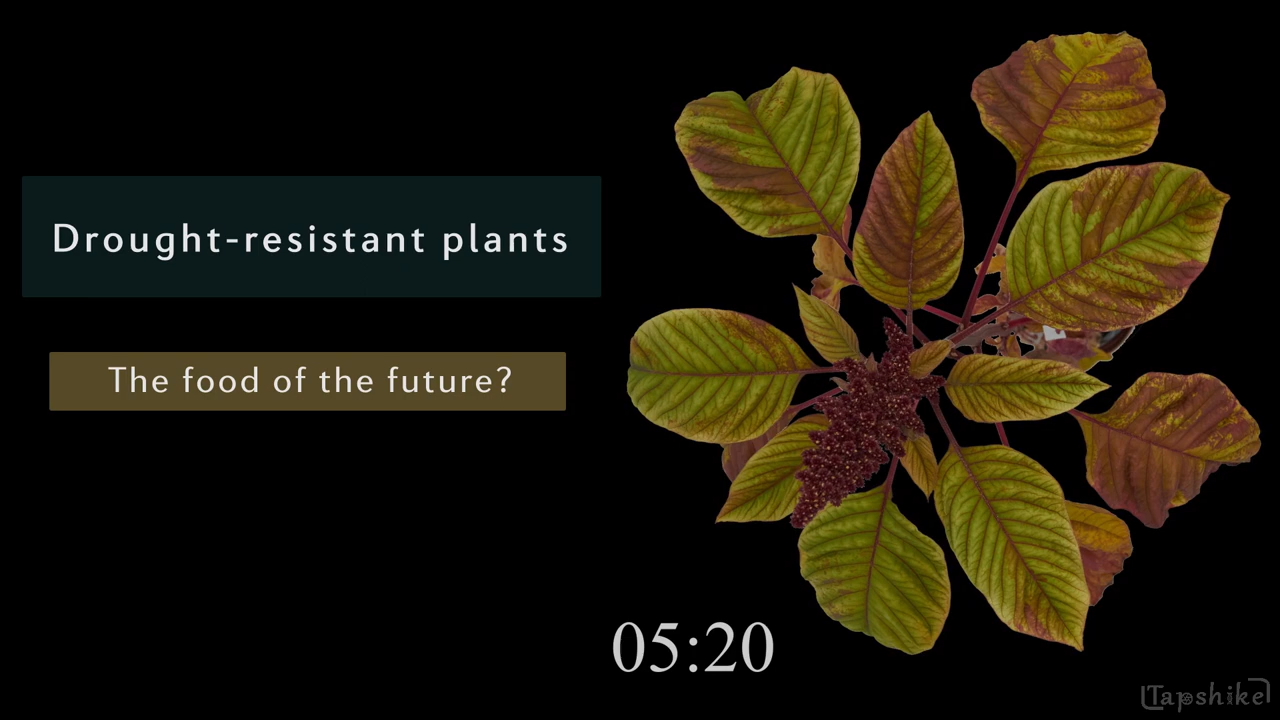 Drought-resistant plants
The food of the future?
05:20
Tapshike